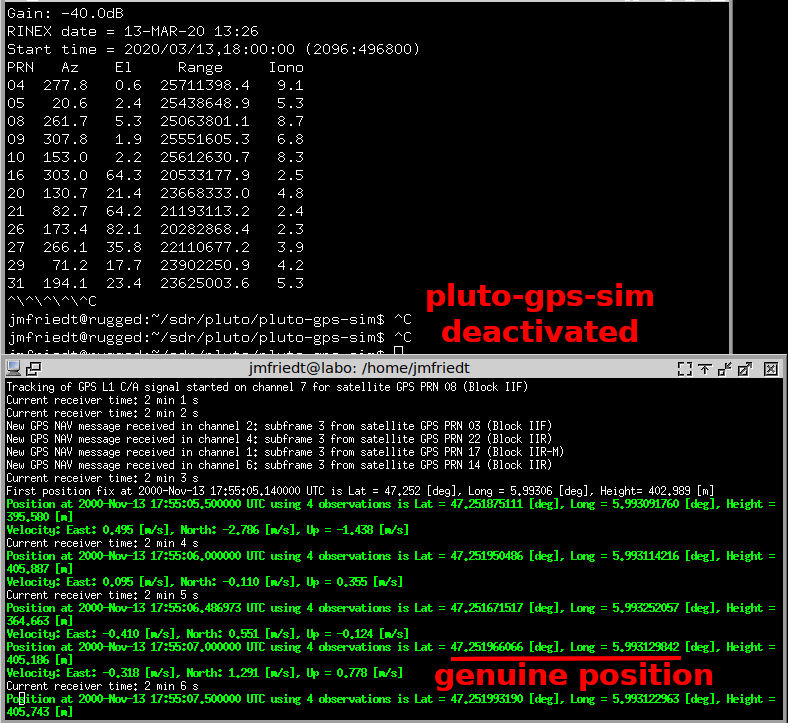 Gain: -40.0dB
RINEX date = 13-MAR-20 13:26
Start time = 2020/03/13,18:00:00 (2096:496800)
PRN Az El Range Iono
04 277.8 0.6 25711398.4 9.1
05 20.6 2.4 25438648.9 5.3
08 261.7 5.3 25063801.1 8.7
09 307.8 1.9 25551605.3 6.8
10 153.0 2.2 25612630.7 8.3
16 303.0 64.3 20533177.9 2.5
20 130.7 21.4 23668333.0 4.8
21 82.7 64.2 21193113.2 2.4
26 173.4 82.1 20282868.4 2.3
27 266.1 35.8 22110677.2 3.9
29 71.2 17.7 23902250.9 4.2
31 194.1 23.4 23625003.6 5.3
^\^\^\^\^C
jmfriedt@rugged:~/sdr/pluto/pluto-gps-sim$ ^C
jmfriedt@rugged:~/sdr/pluto/pluto-gps-sim$ ^C
jmfriedt@rugged:~/sdr/pluto/pluto-gps-sim$
pluto-gps-sim
deactivated
jmfriedt@labo: /home/jmfriedt
Tracking of GPS L1 C/A signal started on channel 7 for satellite GPS PRN 08 (Block IIF)
Current receiver time: 2 min 1 s
Current receiver time: 2 min 2 s
New GPS NAV message received in channel 2: subframe 3 from satellite GPS PRN 03 (Block IIF)
New GPS NAV message received in channel 4: subframe 3 from satellite GPS PRN 22 (Block IIR)
New GPS NAV message received in channel 1: subframe 3 from satellite GPS PRN 17 (Block IIR-M)
New GPS NAV message received in channel 6: subframe 3 from satellite GPS PRN 14 (Block IIR)
Current receiver time: 2 min 3 s
First position fix at 2000-Nov-13 17:55:05.140000 UTC is Lat = 47.252 [deg], Long = 5.99306 [deg], Height= 402.989 [m]
Position at 2000-Nov-13 17:55:05.500000 UTC using 4 observations is Lat = 47.251875111 [deg], Long = 5.993091760 [deg], Height =
395.580 [m]
Velocity: East: 0.495 [m/s], North: -2.786 [m/s], Up = -1.438 [m/s]
Current receiver time: 2 min 4 s
Position at 2000-Nov-13 17:55:06.000000 UTC using 4 observations is Lat = 47.251950486 [deg], Long = 5.993114216 [deg], Height =
405.887 [m]
Velocity: East: 0.095 [m/s], North: -0.110 [m/s], Up = 0.355 [m/s]
Current receiver time: 2 min 5 s
Position at 2000-Nov-13 17:55:06.486973 UTC using 4 observations is Lat = 47.251671517 [deg], Long = 5.993252057 [deg], Height =
364.663 [m]
Velocity: East: -0.410 [m/s], North: 0.551 [m/s], Up = -0.124 [m/s]
Position at 2000-Nov-13 17:55:07.000000 UTC using 4 observations is Lat = 47.251966066 [deg], Long = 5.993129842 [deg], Height =
405.186 [m]
Velocity: East: -0.318 [m/s], North: 1.291 [m/s], Up = 0.778 [m/s]
genuine position
Current receiver time: 2 min 6 s
Position at 2000-Nov-13 17:55:07.500000 UTC using 4 observations is Lat = 47.251993190 [deg], Long = 5.993122963 [deg], Height =
405.743 [m]